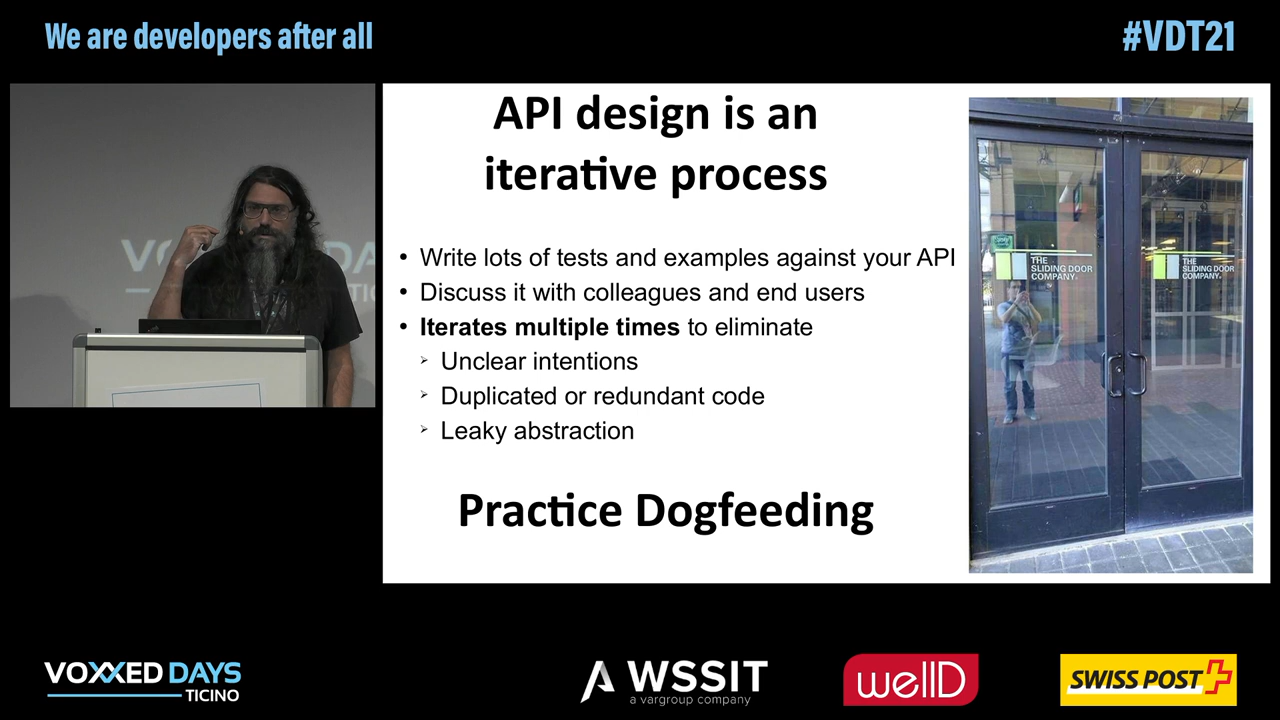 We are developers after all
#VDT21
API design is an
iterative process
• Write lots of tests and examples against your API
• Discuss it with colleagues and end users
• Iterates multiple times to eliminate
➢ Unclear intentions
➢ Duplicated or redundant code
➢ Leaky abstraction
Practice Dogfeeding
THE
SLIDING DOOR
COMPANY
THE
SLIDING DOOR
COMPANY
VOXXED DAYS
TICINO
WSSIT
a vargroup company
wellD
SWISS POST